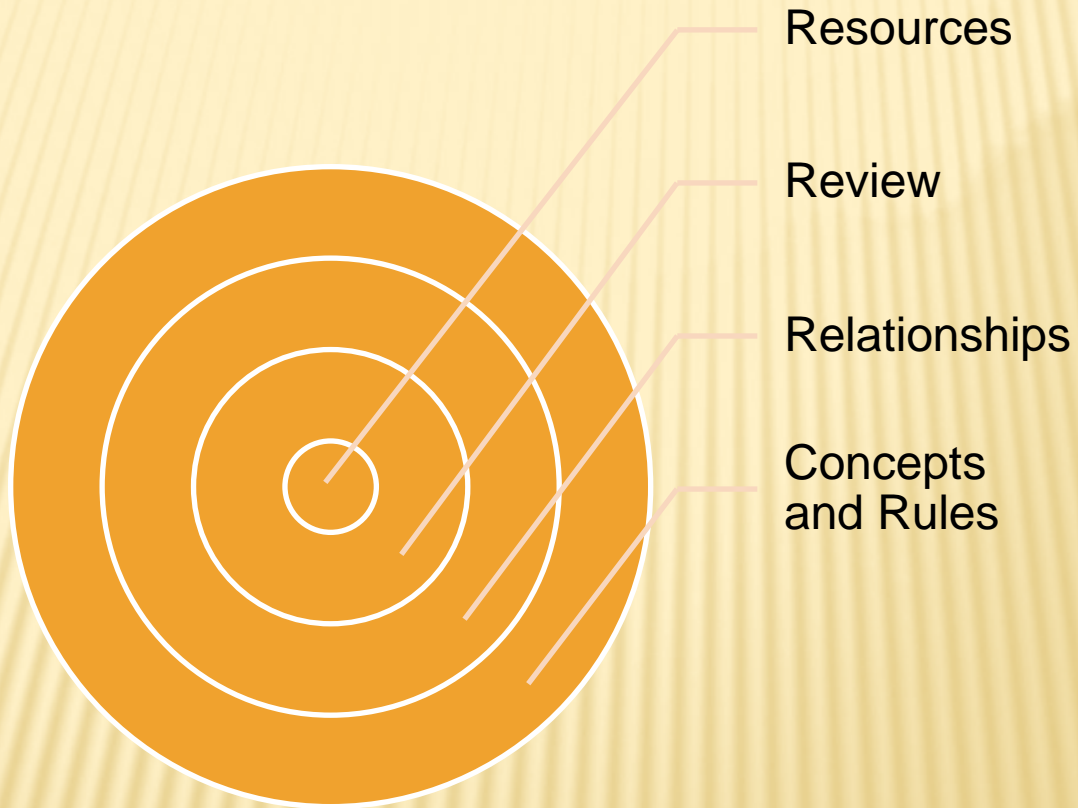 Resources
Review
Relationships
Concepts
and Rules